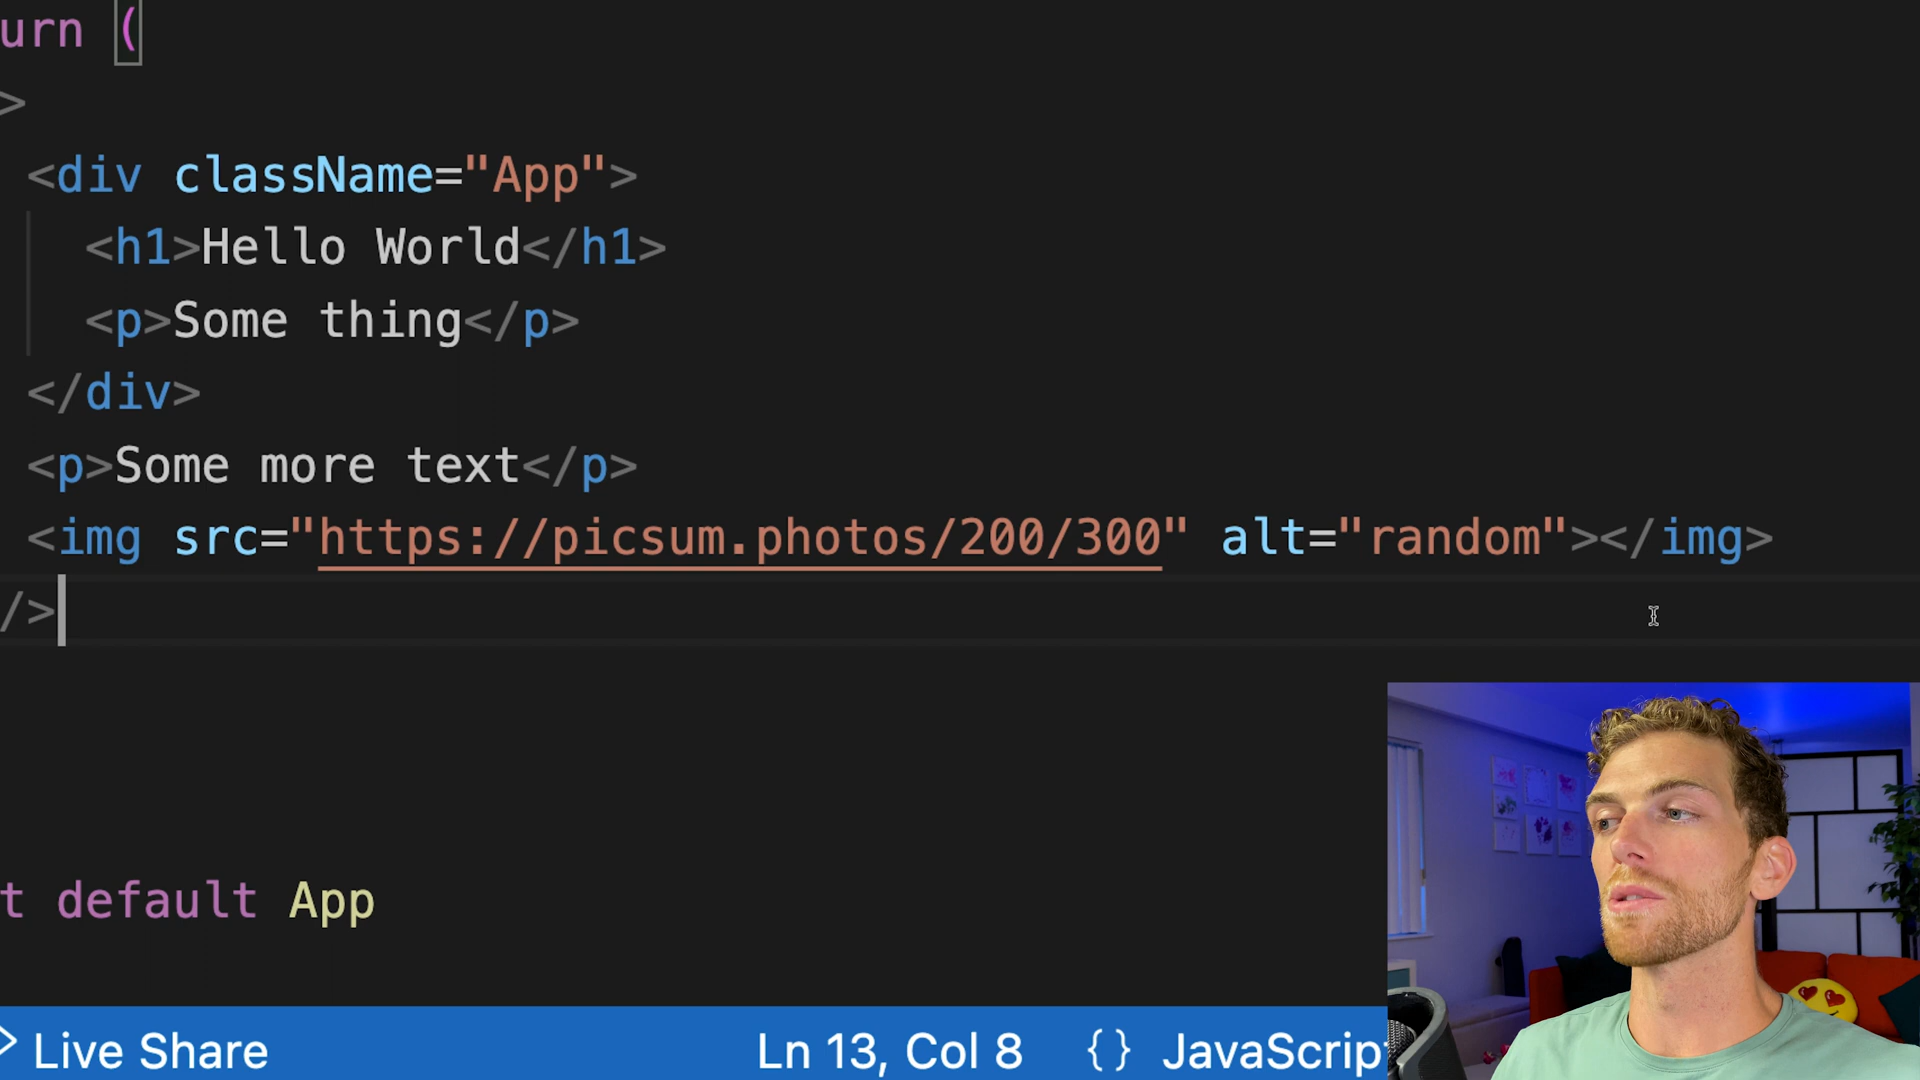 urn (
>
<div className="App">
<h1>Hello World</h1>
<p>Some thing</p>
</div>
<p>Some more text</p>
<img src="https://picsum.photos/200/300" alt="random"></img>
/>
t default App
Live Share Ln 13, Col 8 {} JavaScrip